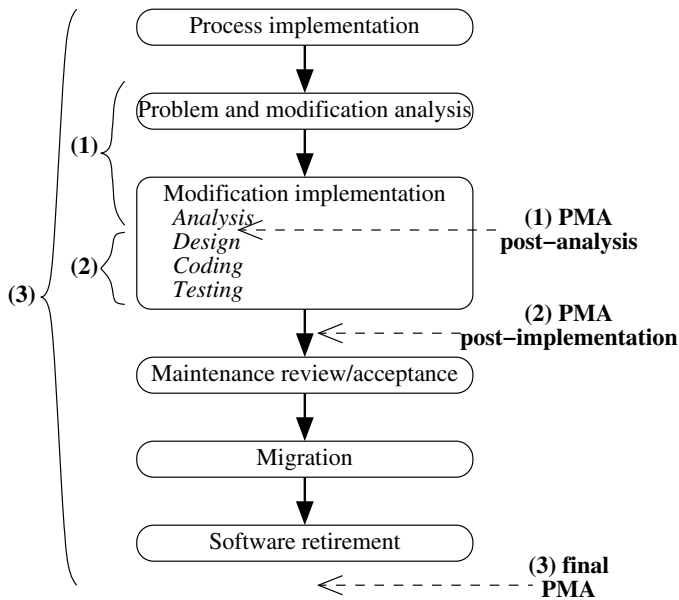 Process implementation
Problem and modification analysis
(1)
Modification implementation
Analysis
Design
Coding
Testing
(1) PMA
post−analysis
(2)
(3)
(2) PMA
post−implementation
Maintenance review/acceptance
Migration
Software retirement
(3) final
PMA